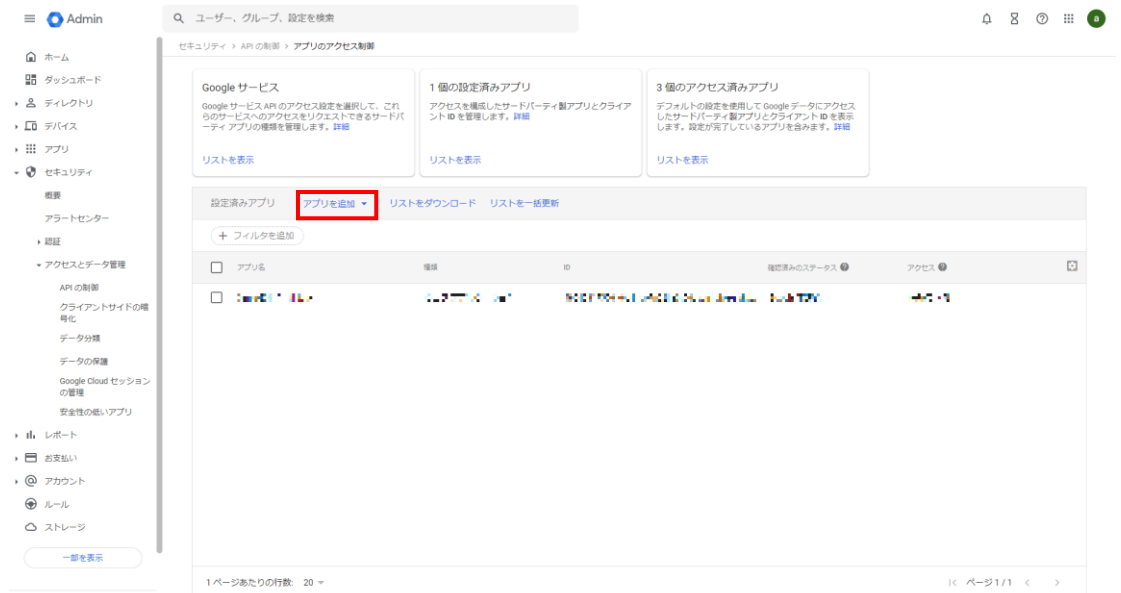 Admin
ユーザー、グループ、設定を検索
a
セキュリティ > API の制御 > アプリのアクセス制御
ホーム
ダッシュボード
ディレクトリ
デバイス
アプリ
セキュリティ
概要
アラートセンター
認証
アクセスとデータ管理
API の制御
クライアントサイドの暗
号化
データ分類
データの保護
Google Cloud セッション
の管理
安全性の低いアプリ
レポート
お支払い
アカウント
ルール
ストレージ
一部を表示
Google サービス
Google サービス API のアクセス設定を選択して、これ
らのサービスへのアクセスをリクエストできるサードパ
ーティ アプリの種類を管理します。詳細
リストを表示
1 個の設定済みアプリ
アクセスを構成したサードパーティ製アプリとクライア
ント ID を管理します。詳細
リストを表示
3 個のアクセス済みアプリ
デフォルトの設定を使用して Google データにアクセス
したサードパーティ製アプリとクライアント ID を表示
します。設定が完了しているアプリを含みます。詳細
リストを表示
設定済みアプリ アプリを追加 リストをダウンロード リストを一括更新
+ フィルタを追加
アプリ名 種類 ID 確認済みのステータス アクセス
1 ページあたりの行数: 20 ページ 1 / 1